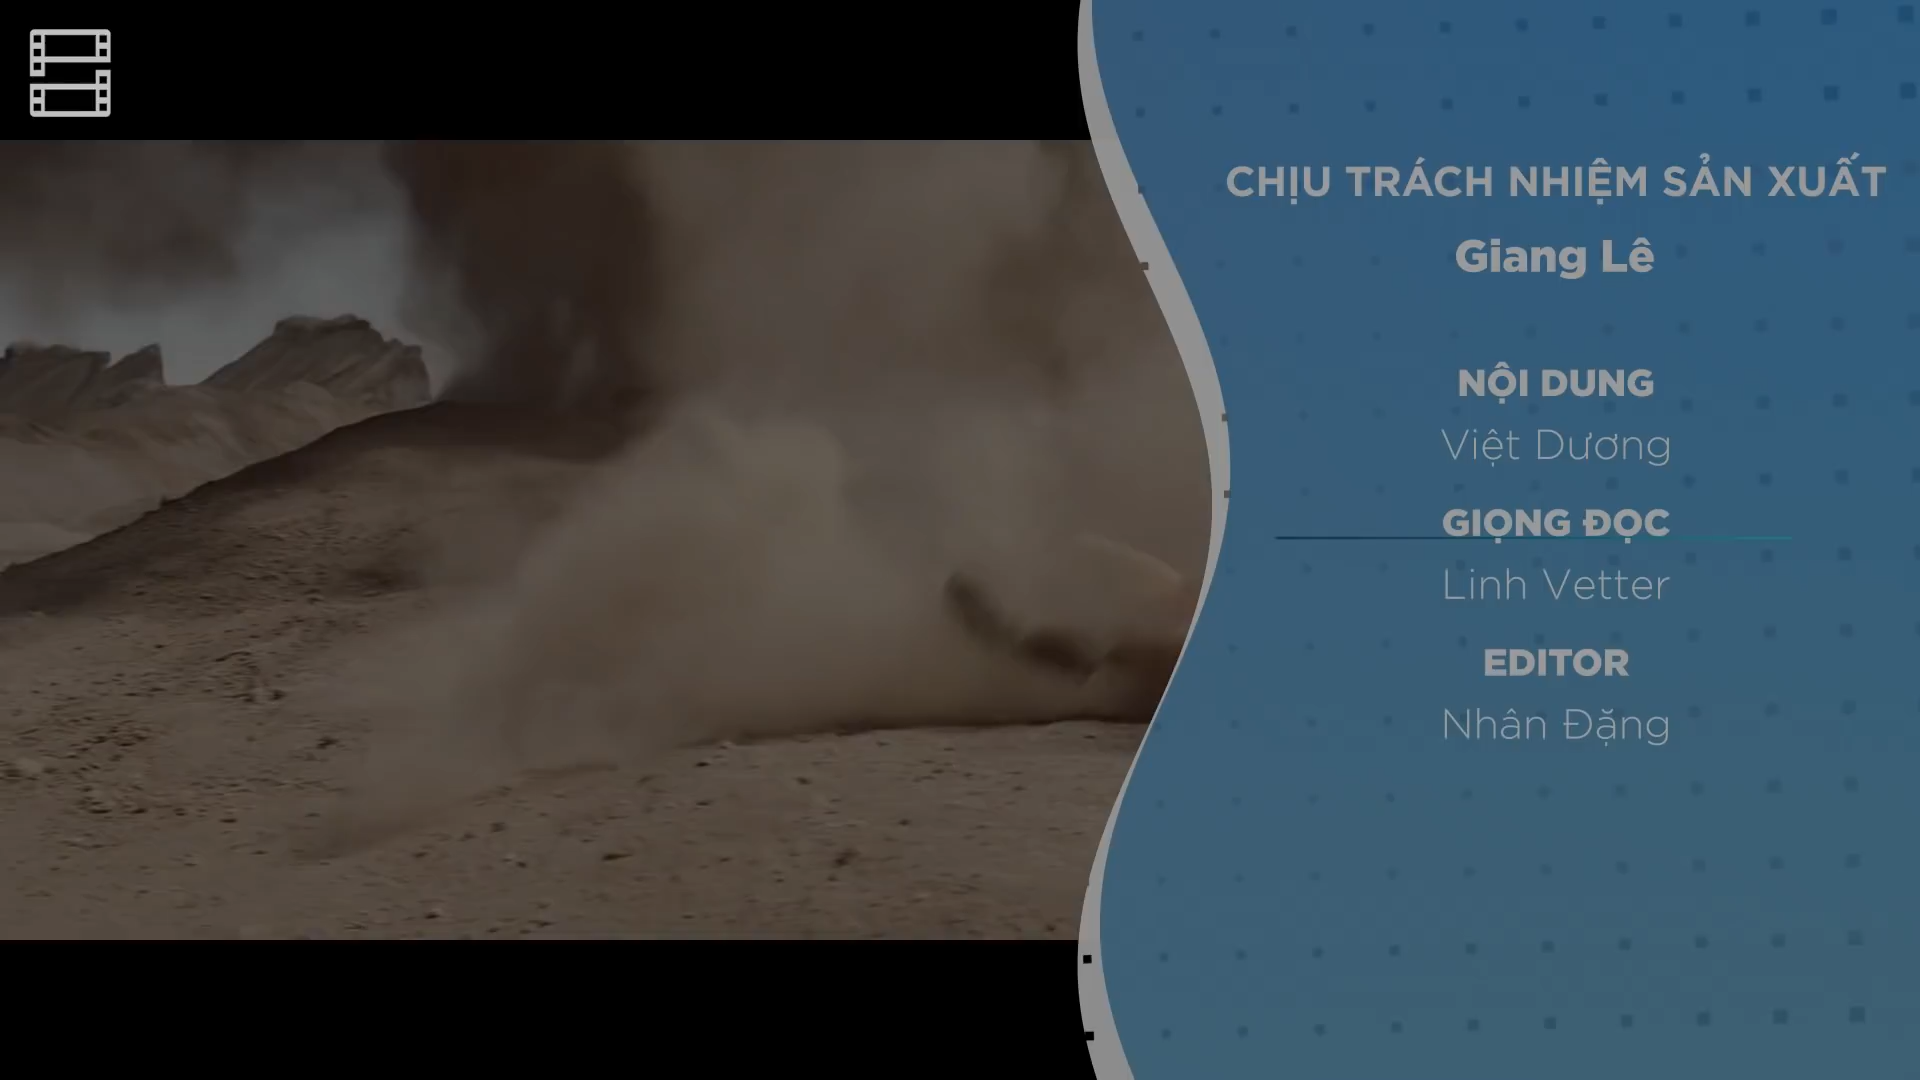 CHỊU TRÁCH NHIỆM SẢN XUẤT
Giang Lê
NỘI DUNG
Việt Dương
GIỌNG ĐỌC
Linh Vetter
EDITOR
Nhân Đặng